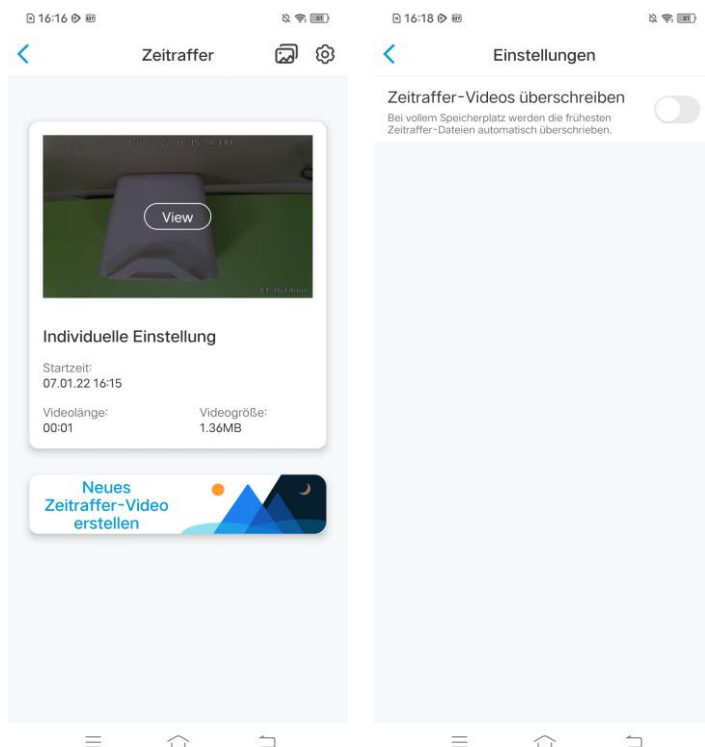 16:16
81
Zeitraffer
View
Individuelle Einstellung
Startzeit:
07.01.22 16:15
Videolänge:
00:01
Videogröße:
1.36MB
Neues
Zeitraffer-Video
erstellen
16:18
81
Einstellungen
Zeitraffer-Videos überschreiben
Bei vollem Speicherplatz werden die frühesten
Zeitraffer-Dateien automatisch überschrieben.